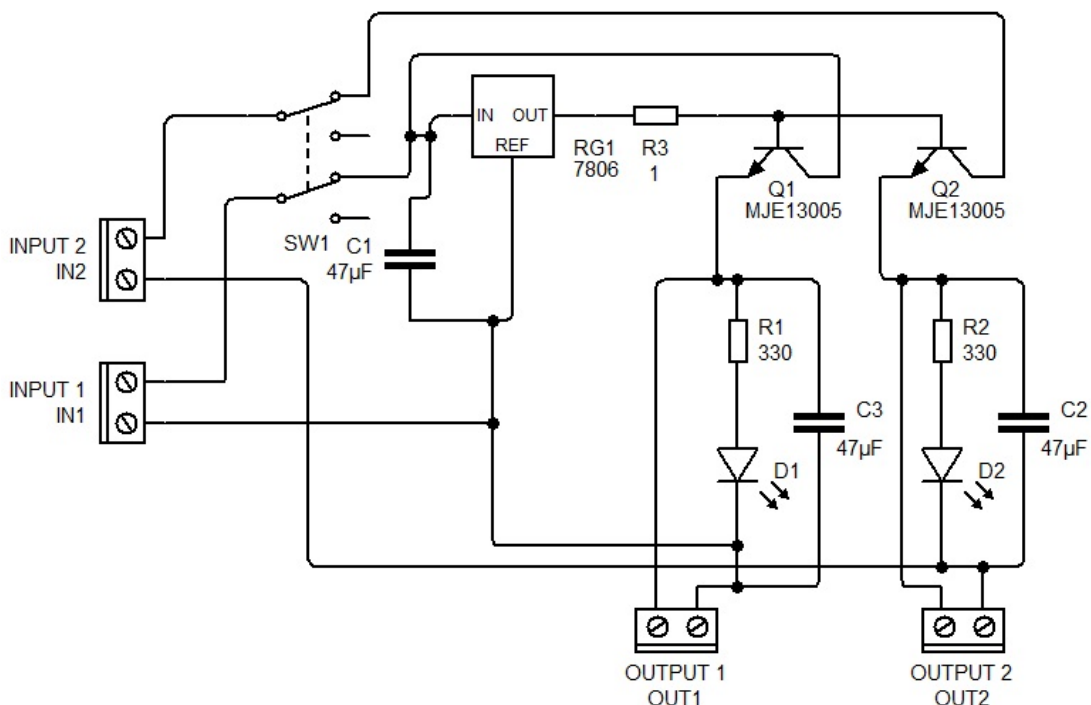 IN OUT
REF
RG1
7806
R3
1
Q1
MJE13005
Q2
MJE13005
INPUT 2
IN2
SW1
C1
47µF
INPUT 1
IN1
R1
330
R2
330
C3
47µF
C2
47µF
D1
D2
OUTPUT 1
OUT1
OUTPUT 2
OUT2